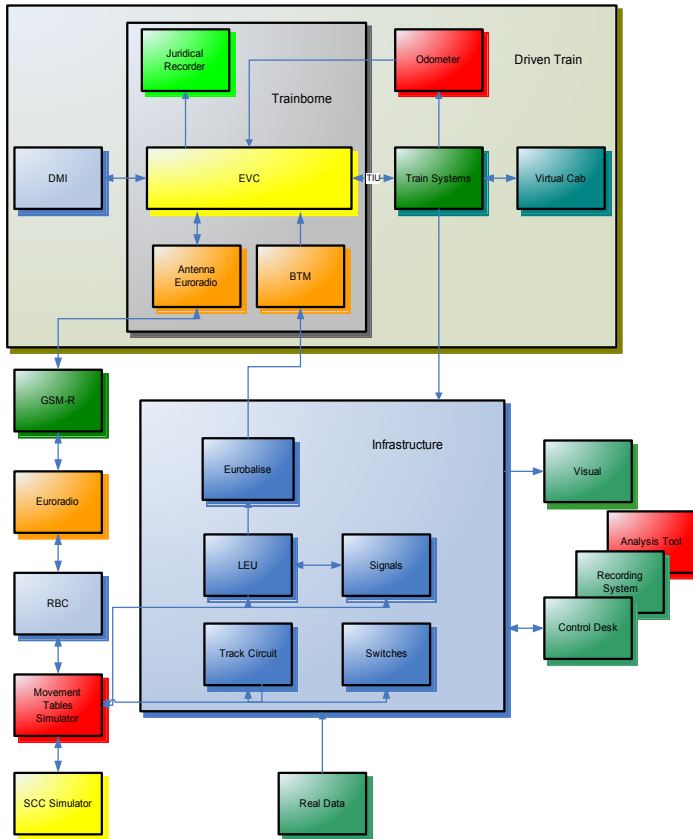 Juridical
Recorder
Trainborne
Odometer
Driven Train
DMI
EVC
TIU
Train Systems
Virtual Cab
Antenna
Euroradio
BTM
GSM-R
Infrastructure
Eurobalise
Visual
Euroradio
Analysis Tool
LEU
Signals
Recording
System
RBC
Control Desk
Track Circuit
Switches
Movement
Tables
Simulator
SCC Simulator
Real Data